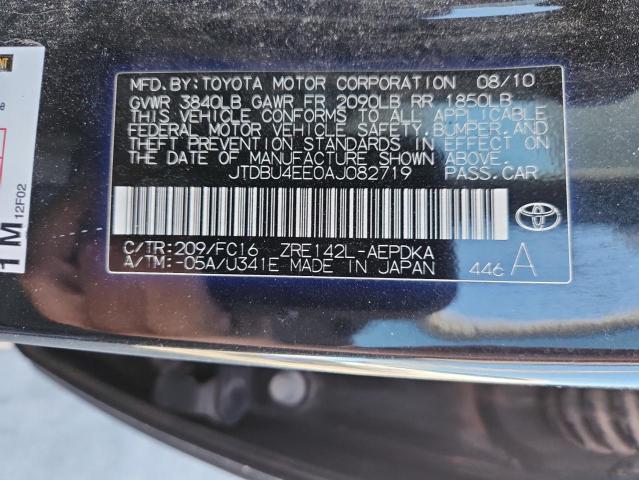 MFD. BY: TOYOTA MOTOR CORPORATION 08/10
GVWR 3840LB GAWR FR 2090LB RR 1850LB
THIS VEHICLE CONFORMS TO ALL APPLICABLE
FEDERAL MOTOR VEHICLE SAFETY, BUMPER, AND
THEFT PREVENTION STANDARDS IN EFFECT ON
THE DATE OF MANUFACTURE SHOWN ABOVE.
JTDBU4EE0AJ082719 PASS.CAR
C/TR: 209/FC16 ZRE142L-AEPDKA
A/TM: -05A/U341E MADE IN JAPAN 446 A
1M
12F02